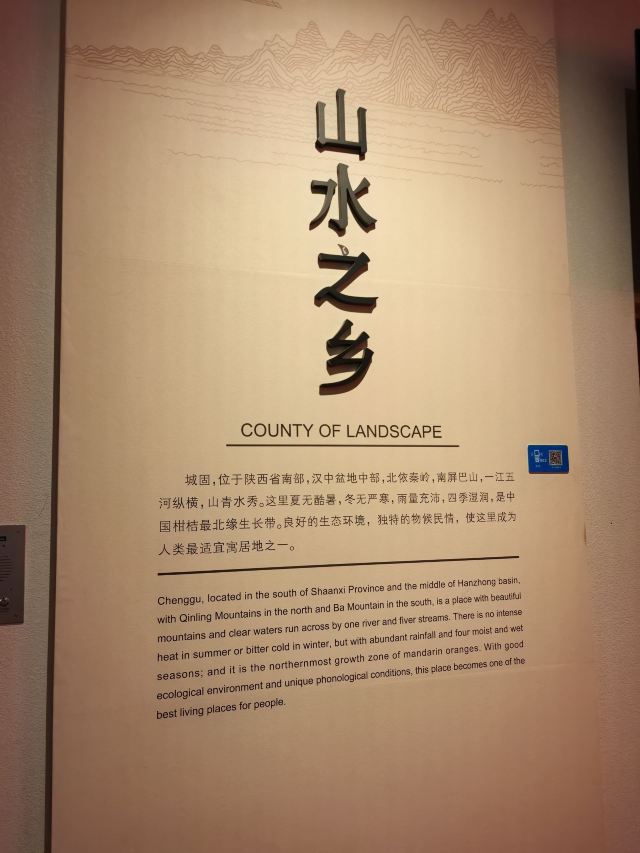 山水之乡
COUNTY OF LANDSCAPE
城固,位于陕西省南部,汉中盆地中部,北依秦岭,南屏巴山,一江五
河纵横,山青水秀。这里夏无酷暑,冬无严寒,雨量充沛,四季湿润,是中
国柑桔最北缘生长带。良好的生态环境,独特的物候民情,使这里成为
人类最适宜寓居地之一。
Chenggu, located in the south of Shaanxi Province and the middle of Hanzhong basin,
with Qinling Mountains in the north and Ba Mountain in the south, is a place with beautiful
mountains and clear waters run across by one river and fiver streams. There is no intense
heat in summer or bitter cold in winter, but with abundant rainfall and four moist and wet
seasons; and it is the northernmost growth zone of mandarin oranges. With good
ecological environment and unique phonological conditions, this place becomes one of the
best living places for people.